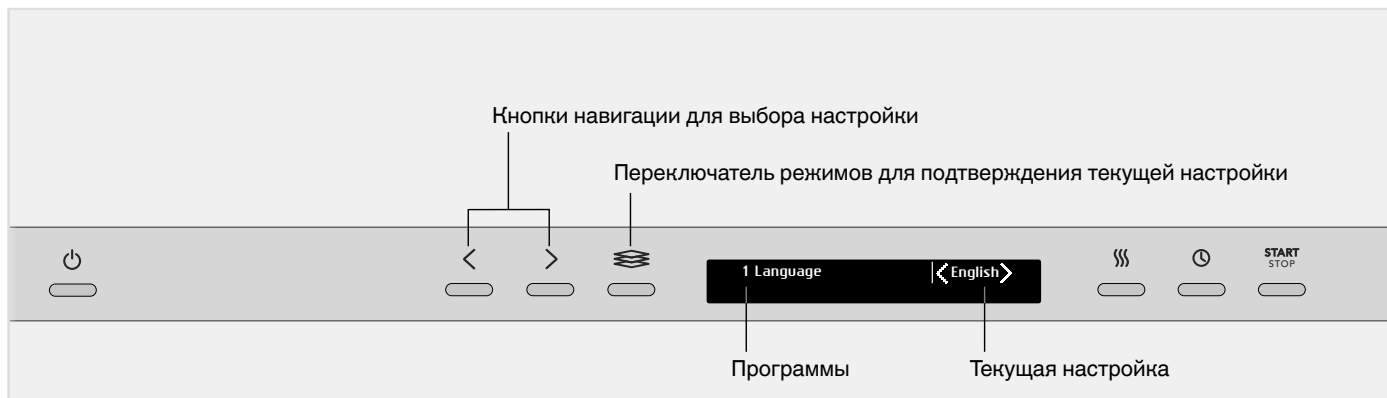 Кнопки навигации для выбора настройки
Переключатель режимов для подтверждения текущей настройки
START
STOP
1 Language
English
Программы
Текущая настройка